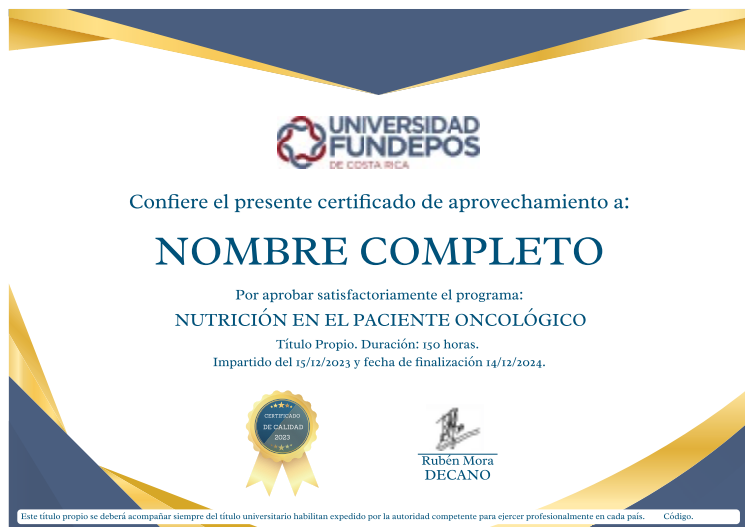 UNIVERSIDAD
FUNDEPOS
DE COSTA RICA
Confiere el presente certificado de aprovechamiento a:
NOMBRE COMPLETO
Por aprobar satisfactoriamente el programa:
NUTRICIÓN EN EL PACIENTE ONCOLÓGICO
Título Propio. Duración: 150 horas.
Impartido del 15/12/2023 y fecha de finalización 14/12/2024.
CERTIFICADO
DE CALIDAD
2023
Rubén Mora
DECANO
Este título propio se deberá acompañar siempre del título universitario habilitan expedido por la autoridad competente para ejercer profesionalmente en cada país. Código.